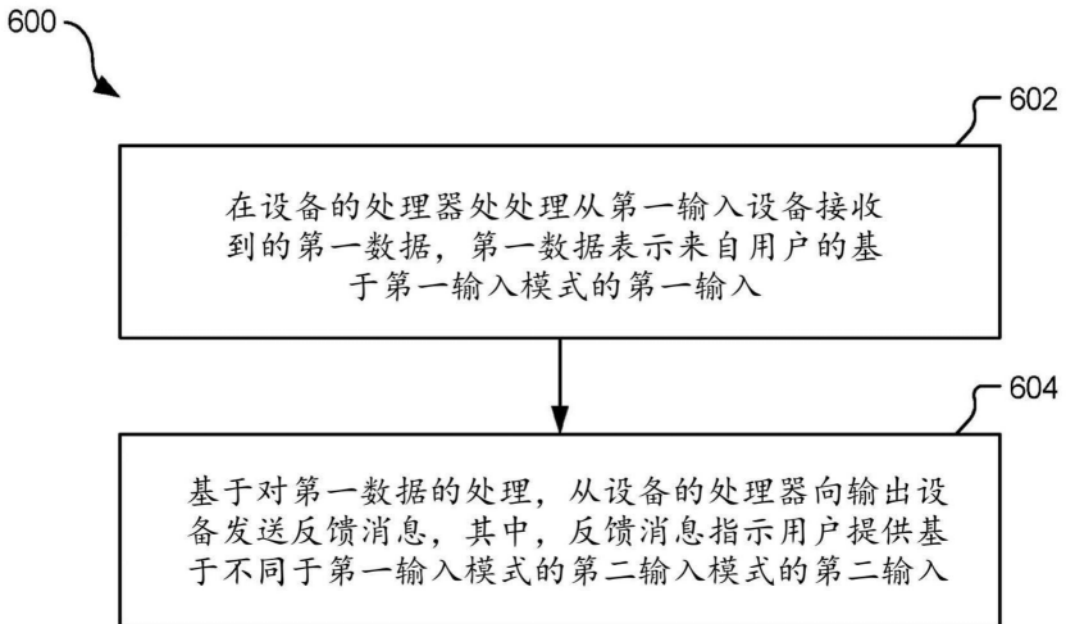 600
602
在设备的处理器处处理从第一输入设备接收
到的第一数据，第一数据表示来自用户的基
于第一输入模式的第一输入
604
基于对第一数据的处理，从设备的处理器向输出设
备发送反馈消息，其中，反馈消息指示用户提供基
于不同于第一输入模式的第二输入模式的第二输入